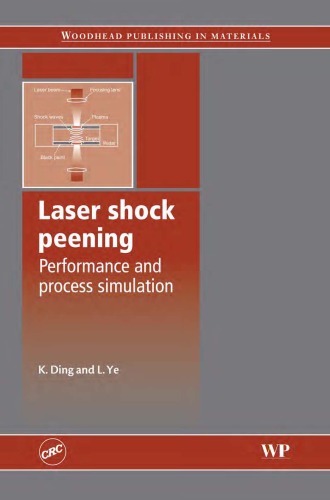 WOODHEAD PUBLISHING IN MATERIALS
Laser beam
Focusing lens
Shock waves
Plasma
Target
Water
Black paint
Laser shock
peening
Performance and
process simulation
K. Ding and L. Ye
CRC
WP